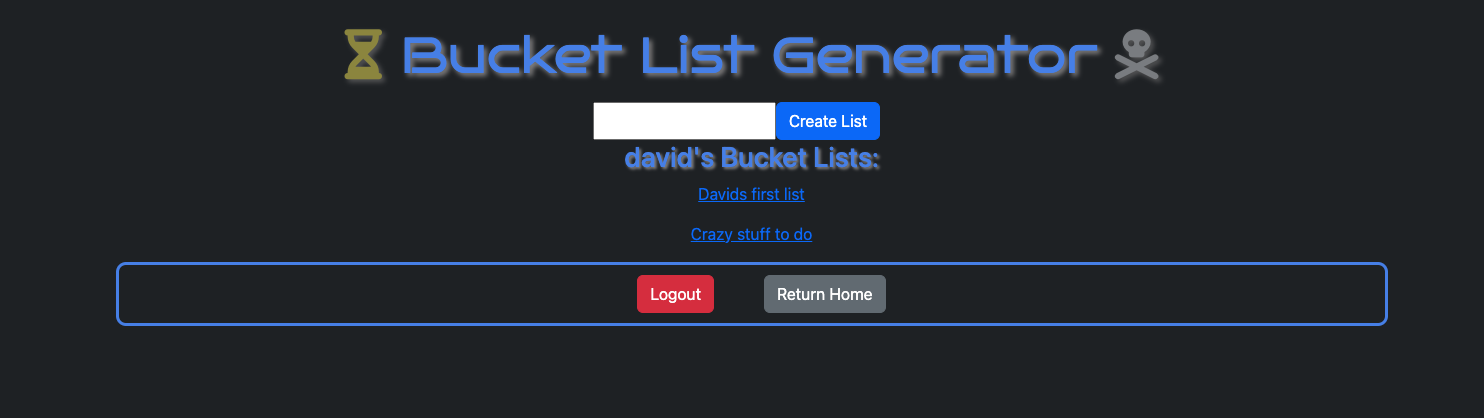 Bucket List Generator
Create List
david's Bucket Lists:
Davids first list
Crazy stuff to do
Logout Return Home